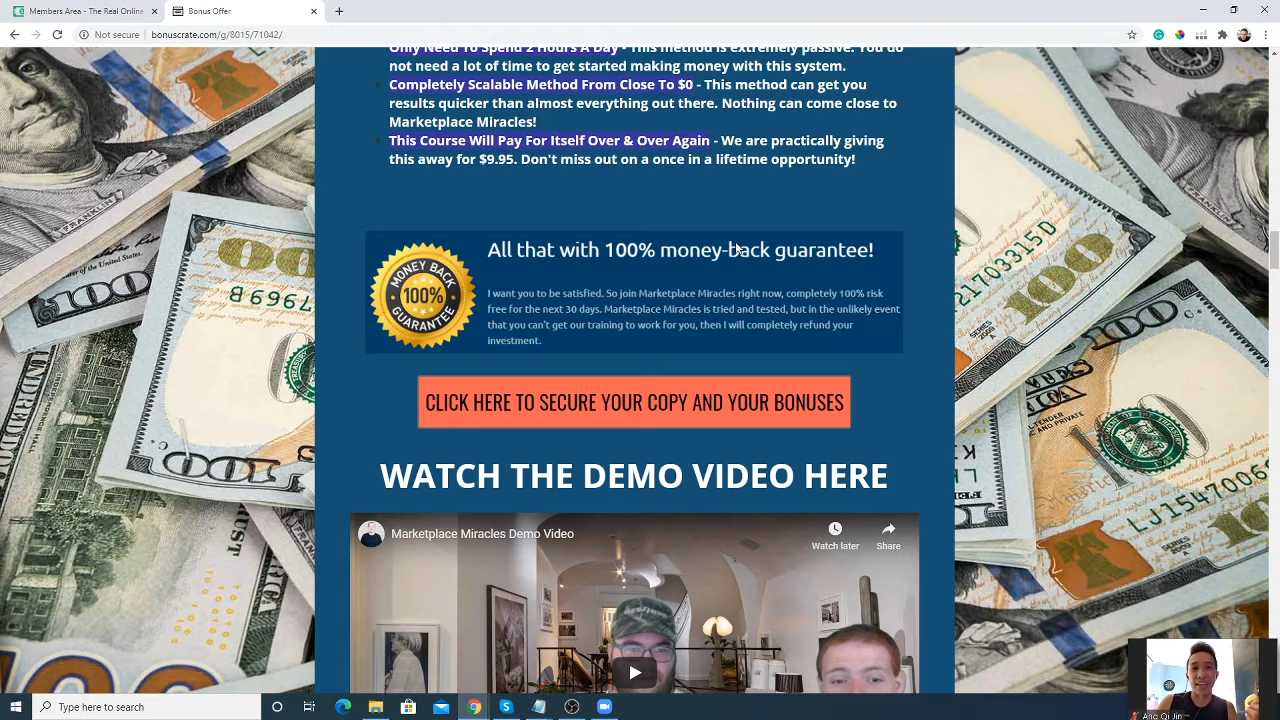 Members Area - The Real Online
Bonus Offer
Not secure | bonuscrate.com/g/8015/71042/
Only Need To Spend 2 Hours A Day - This method is extremely passive. You do
not need a lot of time to get started making money with this system.
Completely Scalable Method From Close To $0 - This method can get you
results quicker than almost everything out there. Nothing can come close to
Marketplace Miracles!
This Course Will Pay For Itself Over & Over Again - We are practically giving
this away for $9.95. Don't miss out on a once in a lifetime opportunity!
MONEY BACK
100%
GUARANTEE
All that with 100% money-back guarantee!
I want you to be satisfied. So join Marketplace Miracles right now, completely 100% risk
free for the next 30 days. Marketplace Miracles is tried and tested, but in the unlikely event
that you can't get our training to work for you, then I will completely refund your
investment.
CLICK HERE TO SECURE YOUR COPY AND YOUR BONUSES
WATCH THE DEMO VIDEO HERE
Marketplace Miracles Demo Video
Watch later
Share
FRANKLIN
100
LJ154700
Type here to search
Ang Qi Jin